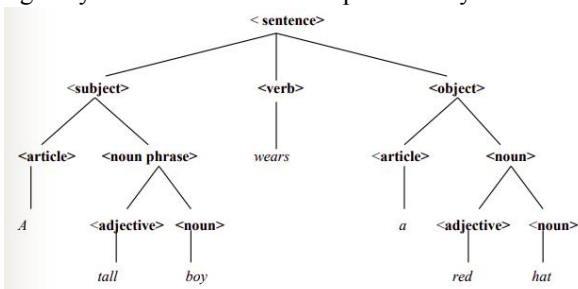 < sentence>
<subject> <verb> <object>
<article> <noun phrase> wears <article> <noun>
A <adjective> <noun> a <adjective> <noun>
tall boy red hat